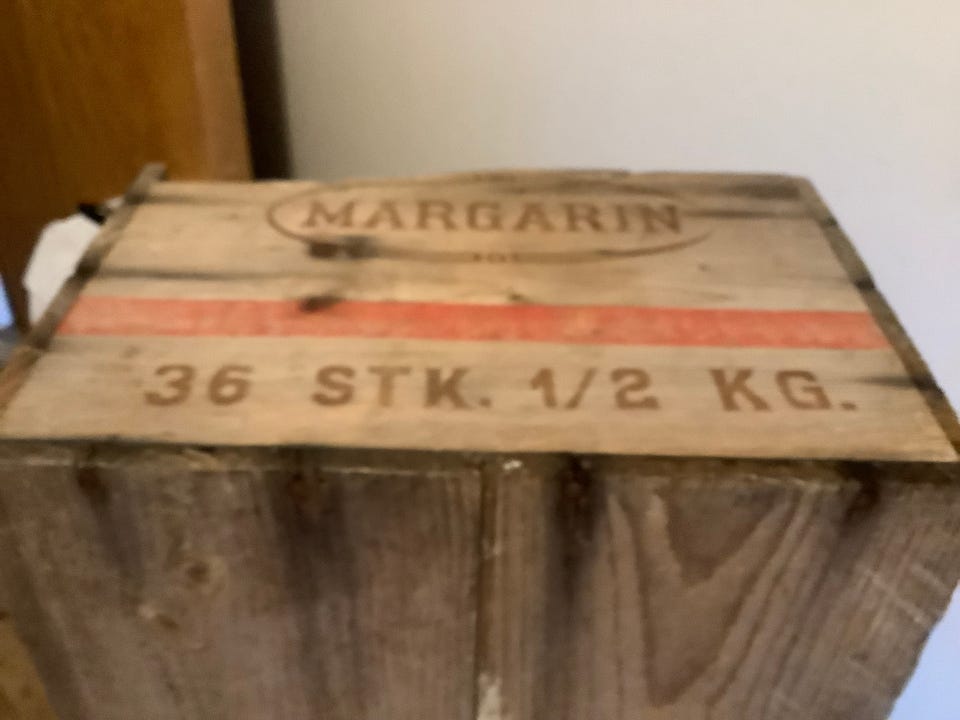 MARGARIN
36 STK. 1/2 KG.